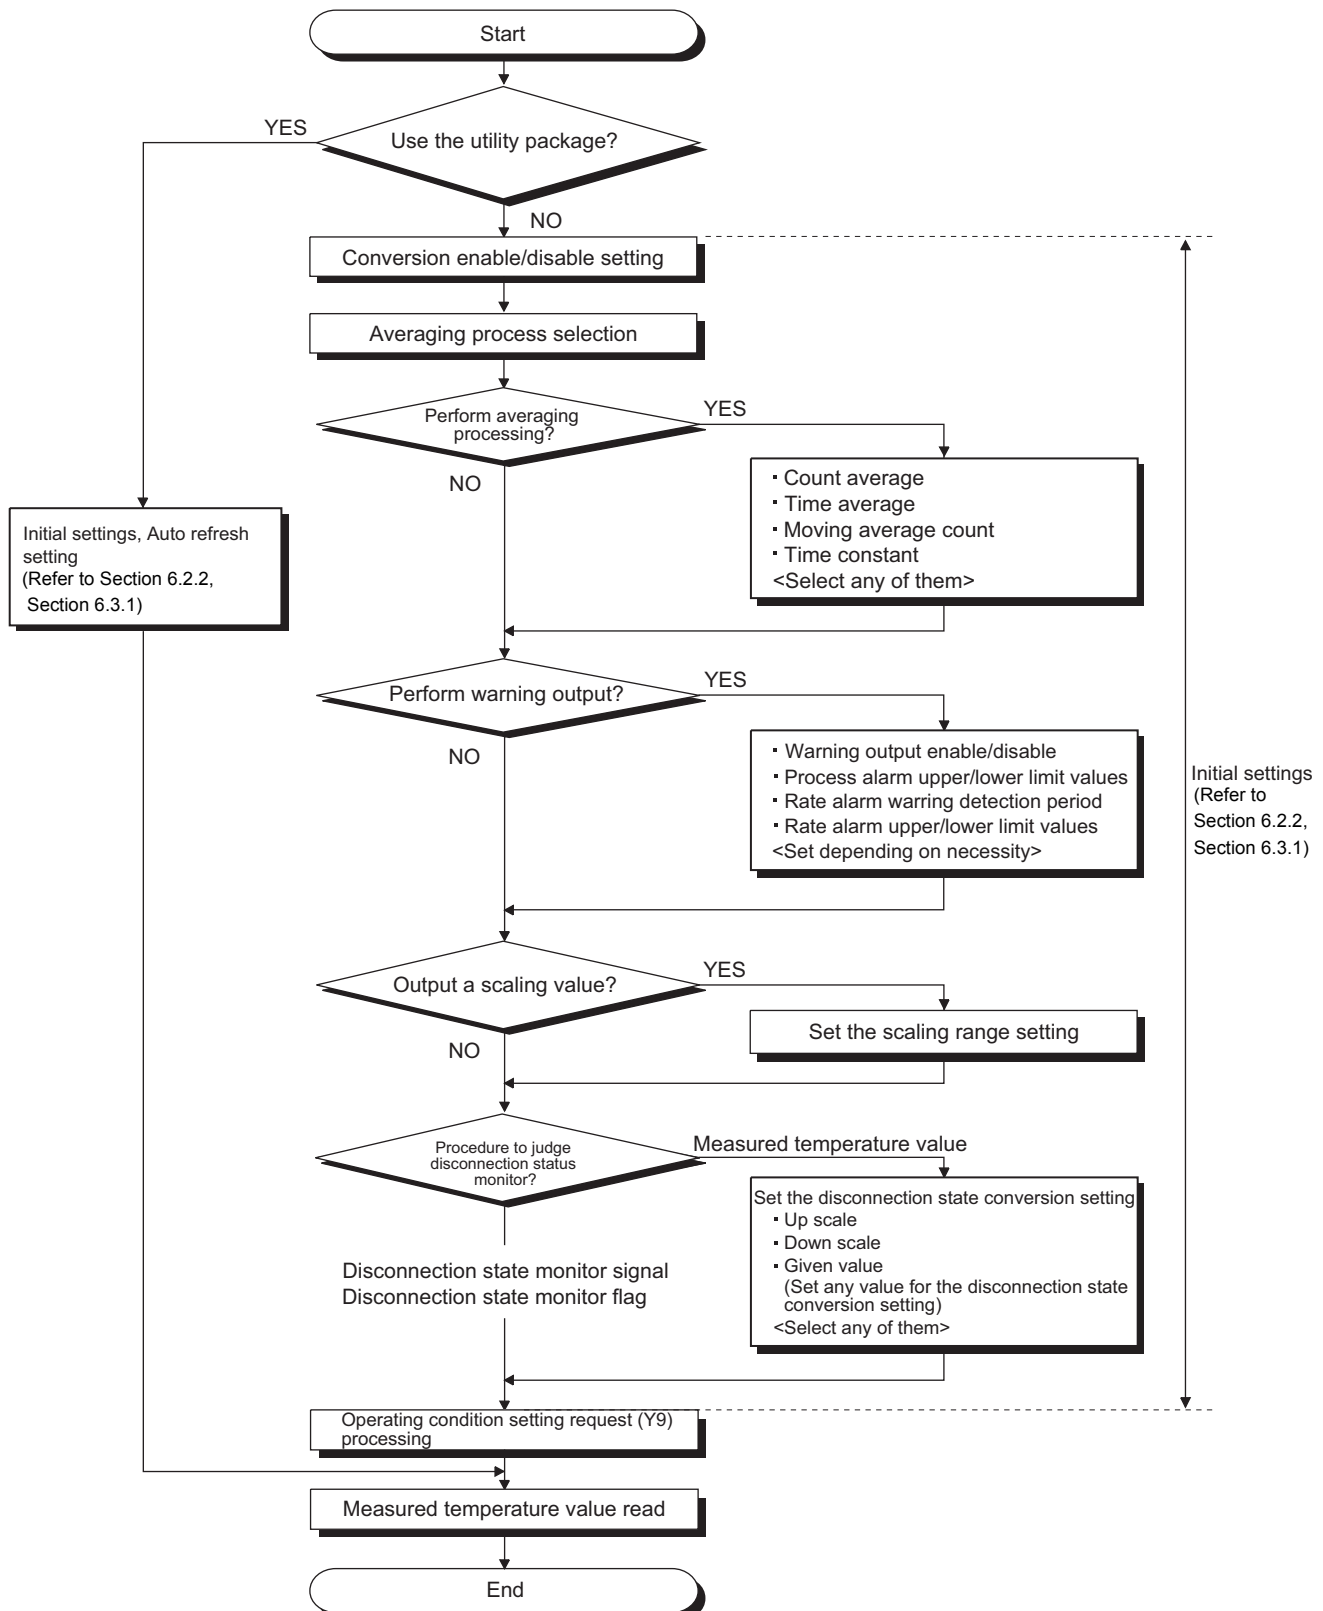 Start
YES
Use the utility package?
NO
Conversion enable/disable setting
Averaging process selection
Perform averaging
processing?
YES
NO
· Count average
· Time average
· Moving average count
· Time constant
<Select any of them>
Initial settings, Auto refresh
setting
(Refer to Section 6.2.2,
Section 6.3.1)
Perform warning output?
YES
NO
· Warning output enable/disable
· Process alarm upper/lower limit values
· Rate alarm warring detection period
· Rate alarm upper/lower limit values
<Set depending on necessity>
Initial settings
(Refer to
Section 6.2.2,
Section 6.3.1)
Output a scaling value?
YES
NO
Set the scaling range setting
Procedure to judge
disconnection status
monitor?
Measured temperature value
Set the disconnection state conversion setting
· Up scale
· Down scale
· Given value
(Set any value for the disconnection state
conversion setting)
<Select any of them>
Disconnection state monitor signal
Disconnection state monitor flag
Operating condition setting request (Y9)
processing
Measured temperature value read
End